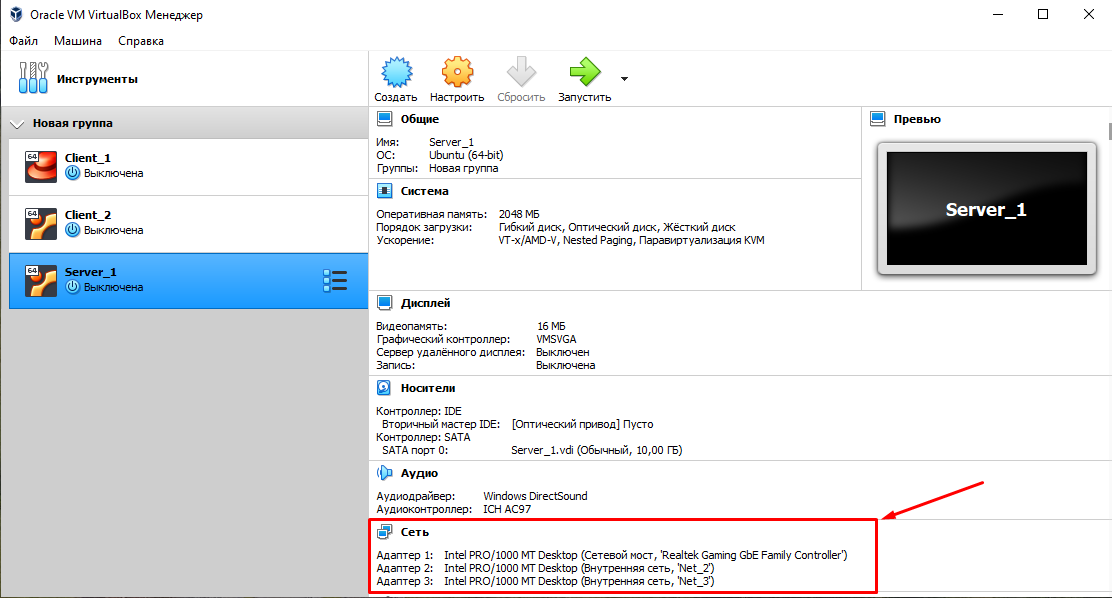 Oracle VM VirtualBox Менеджер
Файл Машина Справка
Инструменты
Создать Настроить Сбросить Запустить
Новая группа
64
Client_1
Выключена
64
Client_2
Выключена
64
Server_1
Выключена
Общие
Имя: Server_1
ОС: Ubuntu (64-bit)
Группы: Новая группа
Система
Оперативная память: 2048 МБ
Порядок загрузки: Гибкий диск, Оптический диск, Жёсткий диск
Ускорение: VT-x/AMD-V, Nested Paging, Паравиртуализация KVM
Превью
Server_1
Дисплей
Видеопамять: 16 МБ
Графический контроллер: VMSVGA
Сервер удалённого дисплея: Выключен
Запись: Выключена
Носители
Контроллер: IDE
Вторичный мастер IDE: [Оптический привод] Пусто
Контроллер: SATA
SATA порт 0: Server_1.vdi (Обычный, 10,00 ГБ)
Аудио
Аудиодрайвер: Windows DirectSound
Аудиоконтроллер: ICH AC97
Сеть
Адаптер 1: Intel PRO/1000 MT Desktop (Сетевой мост, 'Realtek Gaming GbE Family Controller')
Адаптер 2: Intel PRO/1000 MT Desktop (Внутренняя сеть, 'Net_2')
Адаптер 3: Intel PRO/1000 MT Desktop (Внутренняя сеть, 'Net_3')